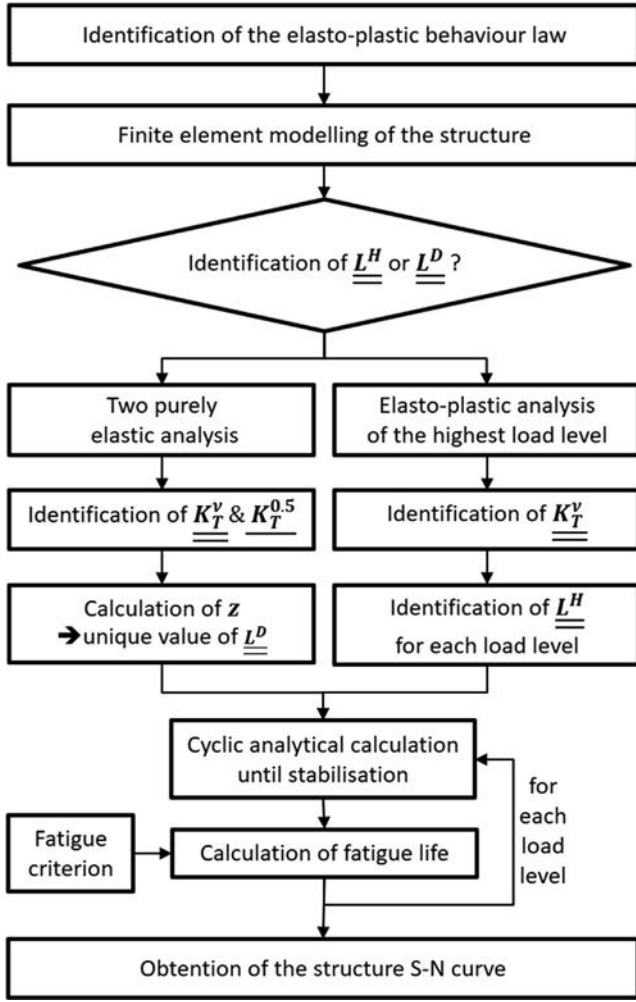 Identification of the elasto-plastic behaviour law
Finite element modelling of the structure
Identification of L^H or L^D ?
Two purely
elastic analysis
Elasto-plastic analysis
of the highest load level
Identification of K_T^ν & K_T^0.5
Identification of K_T^ν
Calculation of z
➔unique value of L^D
Identification of L^H
for each load level
Cyclic analytical calculation
until stabilisation
for
each
load
level
Fatigue
criterion
Calculation of fatigue life
Obtention of the structure S-N curve